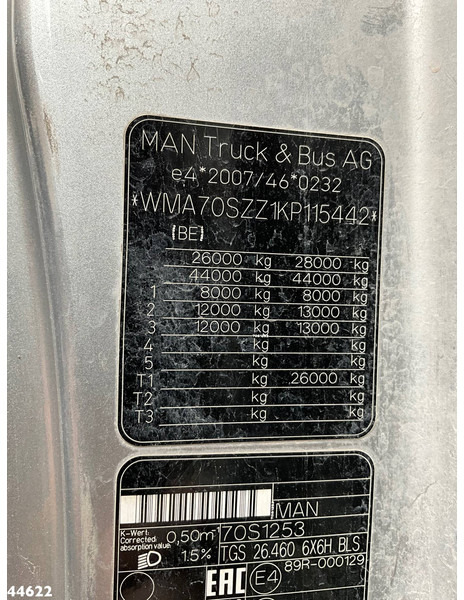 MAN Truck & Bus AG
e4*2007/46*0232
*WMA70SZZ1KP115442*
(BE)
26000 kg 28000 kg
44000 kg 44000 kg
1 8000 kg 8000 kg
2 12000 kg 13000 kg
3 12000 kg 13000 kg
4 kg kg
5 kg kg
T1 kg 26000 kg
T2 kg kg
T3 kg kg
MAN
K-Wert: Corrected absorption value: 0,50m-1 70S1253
1.5% TGS 26.460 6X6H BLS
EAC E4 89R-000129
44622